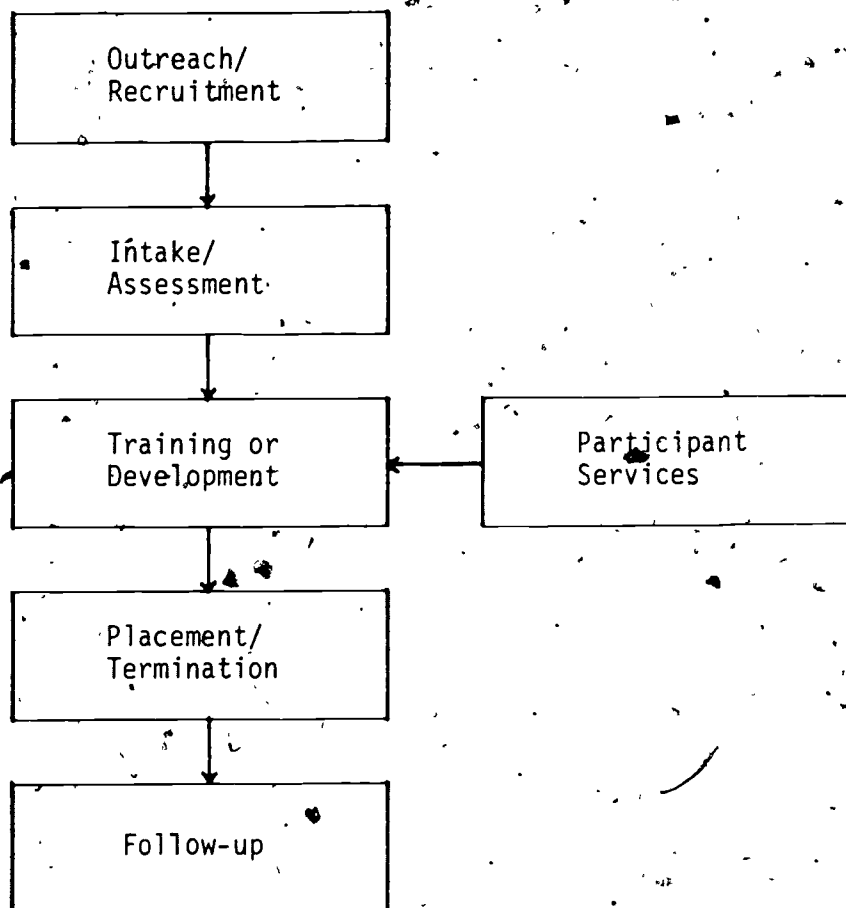 Outreach/
Recruitment
Intake/
Assessment
Training or
Development
Participant
Services
Placement/
Termination
Follow-up